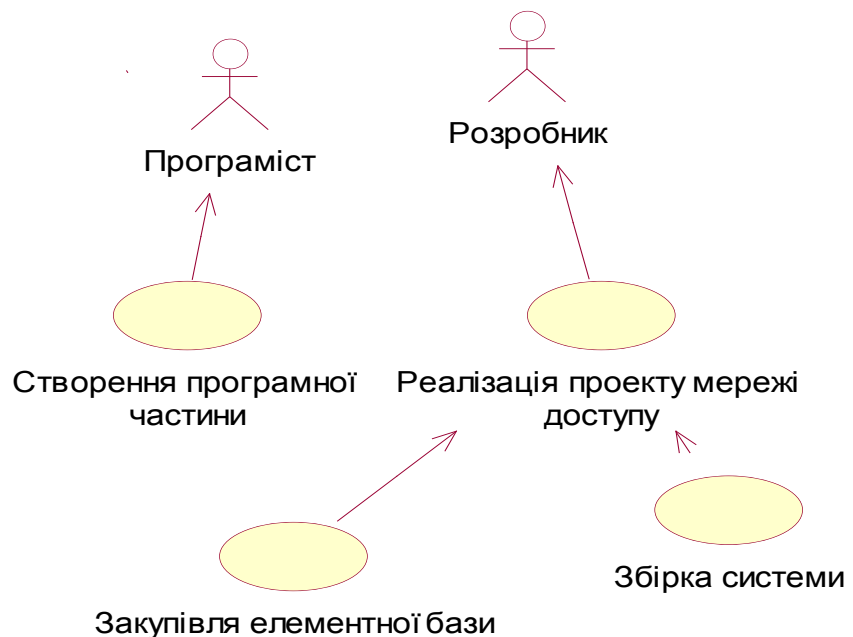 Програміст
Розробник
Створення програмної
частини
Реалізація проекту мережі
доступу
Збірка системи
Закупівля елементної бази